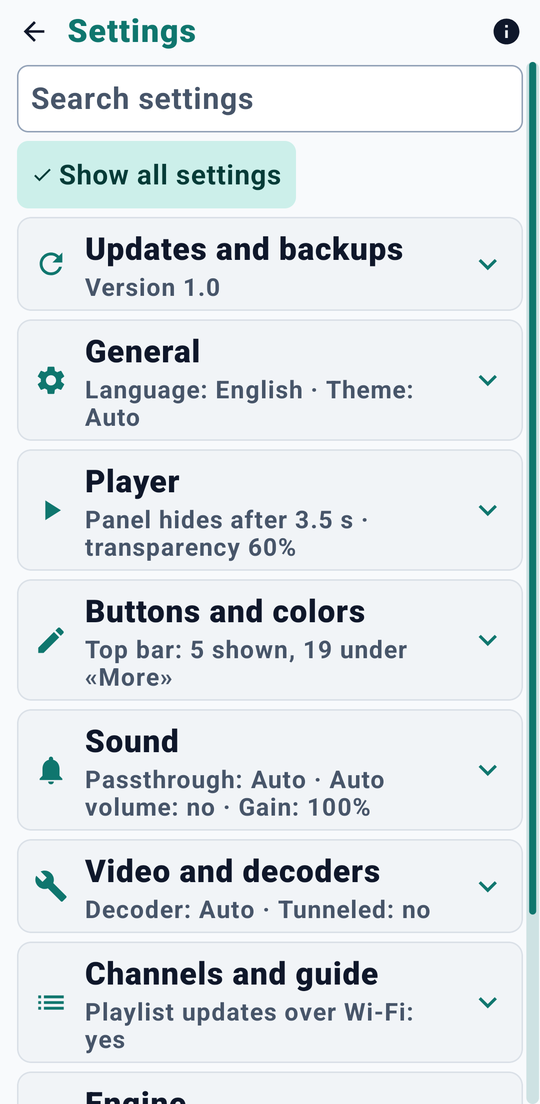 Settings
Search settings
Show all settings
Updates and backups
Version 1.0
General
Language: English · Theme:
Auto
Player
Panel hides after 3.5 s ·
transparency 60%
Buttons and colors
Top bar: 5 shown, 19 under
«More»
Sound
Passthrough: Auto · Auto
volume: no · Gain: 100%
Video and decoders
Decoder: Auto · Tunneled: no
Channels and guide
Playlist updates over Wi-Fi:
yes
Engine